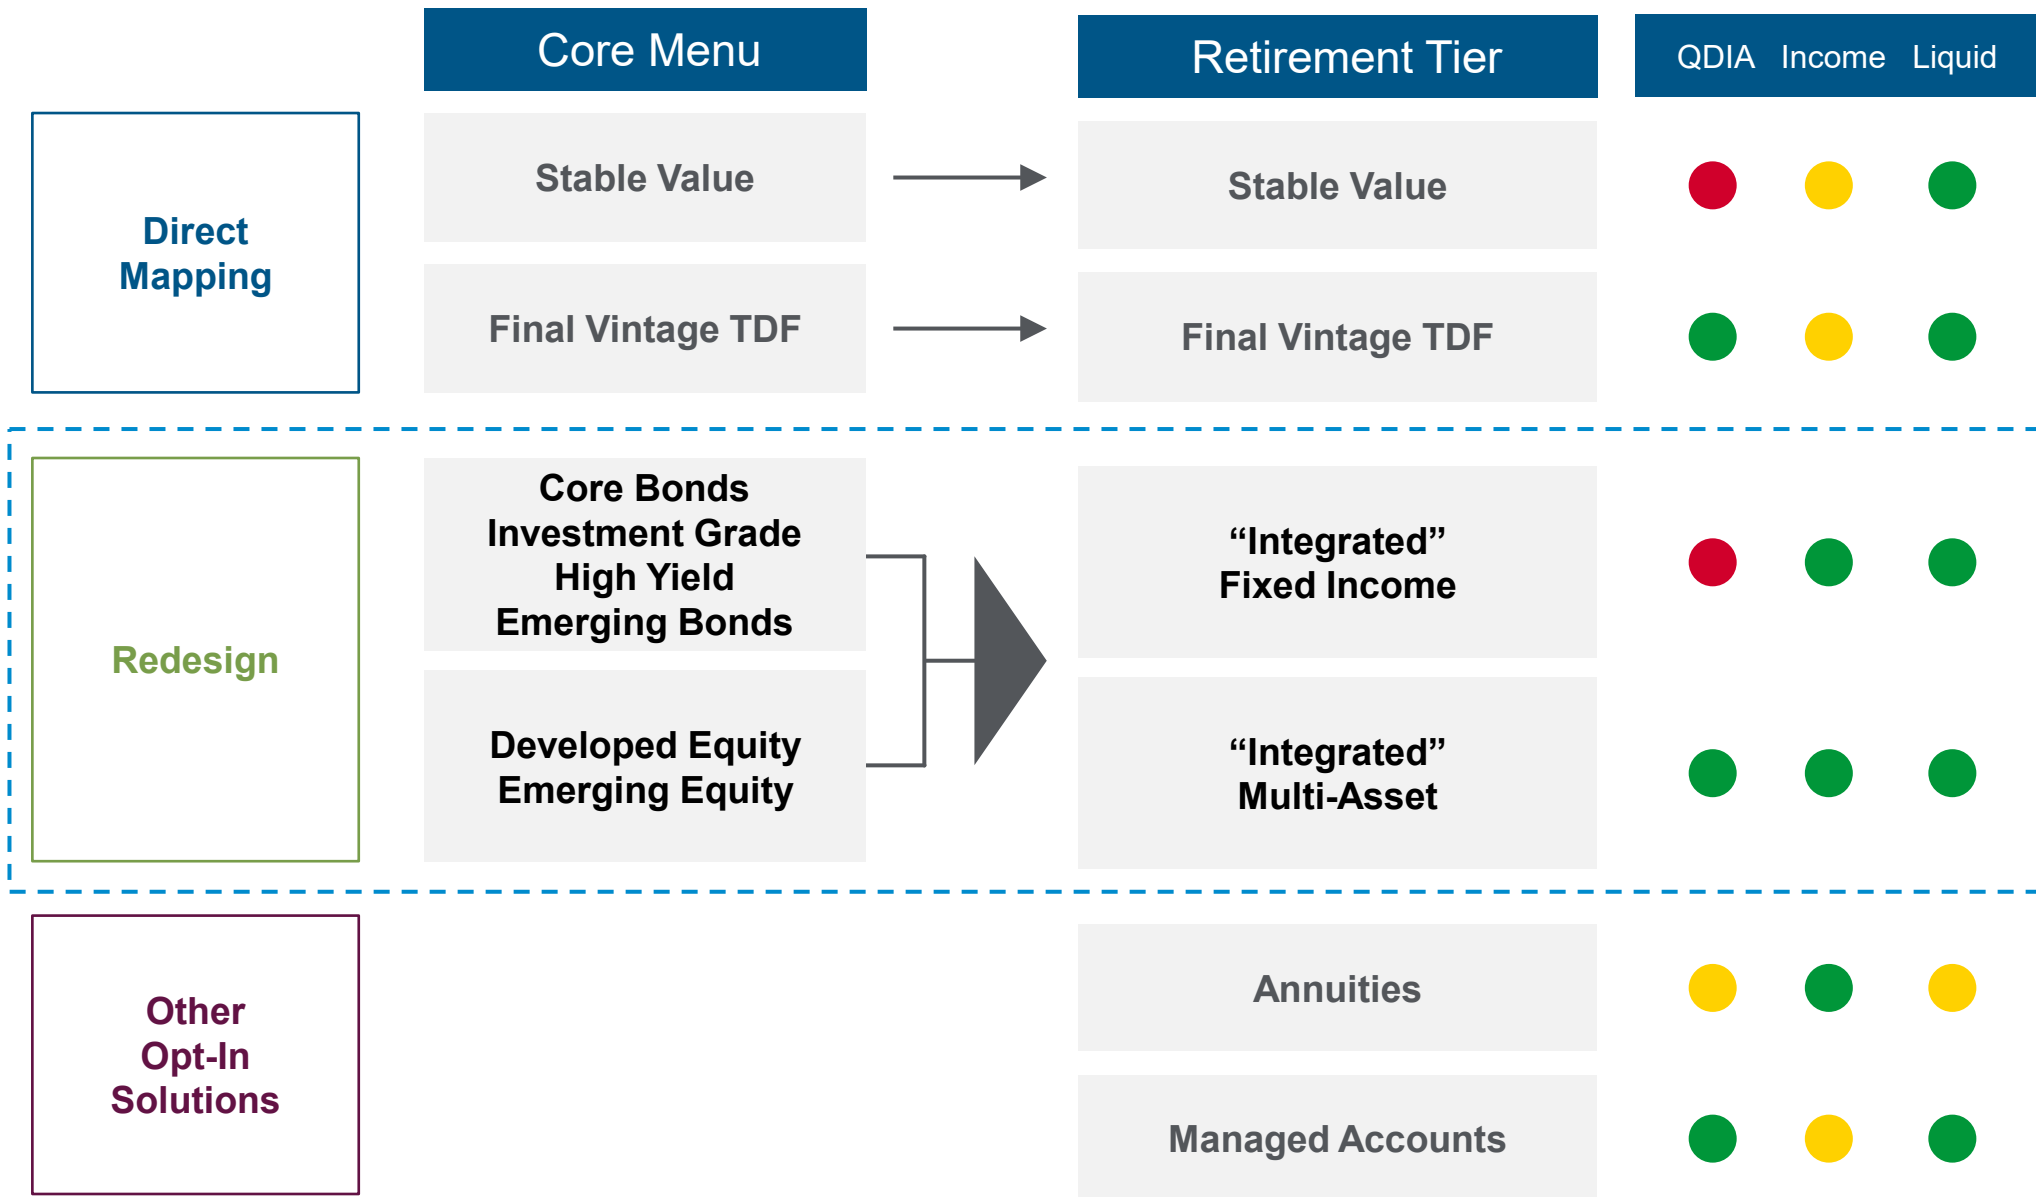 Core Menu
Retirement Tier
QDIA Income Liquid
Direct
Mapping
Stable Value
Stable Value
Final Vintage TDF
Final Vintage TDF
Redesign
Core Bonds
Investment Grade
High Yield
Emerging Bonds
“Integrated”
Fixed Income
Developed Equity
Emerging Equity
“Integrated”
Multi-Asset
Other
Opt-In
Solutions
Annuities
Managed Accounts